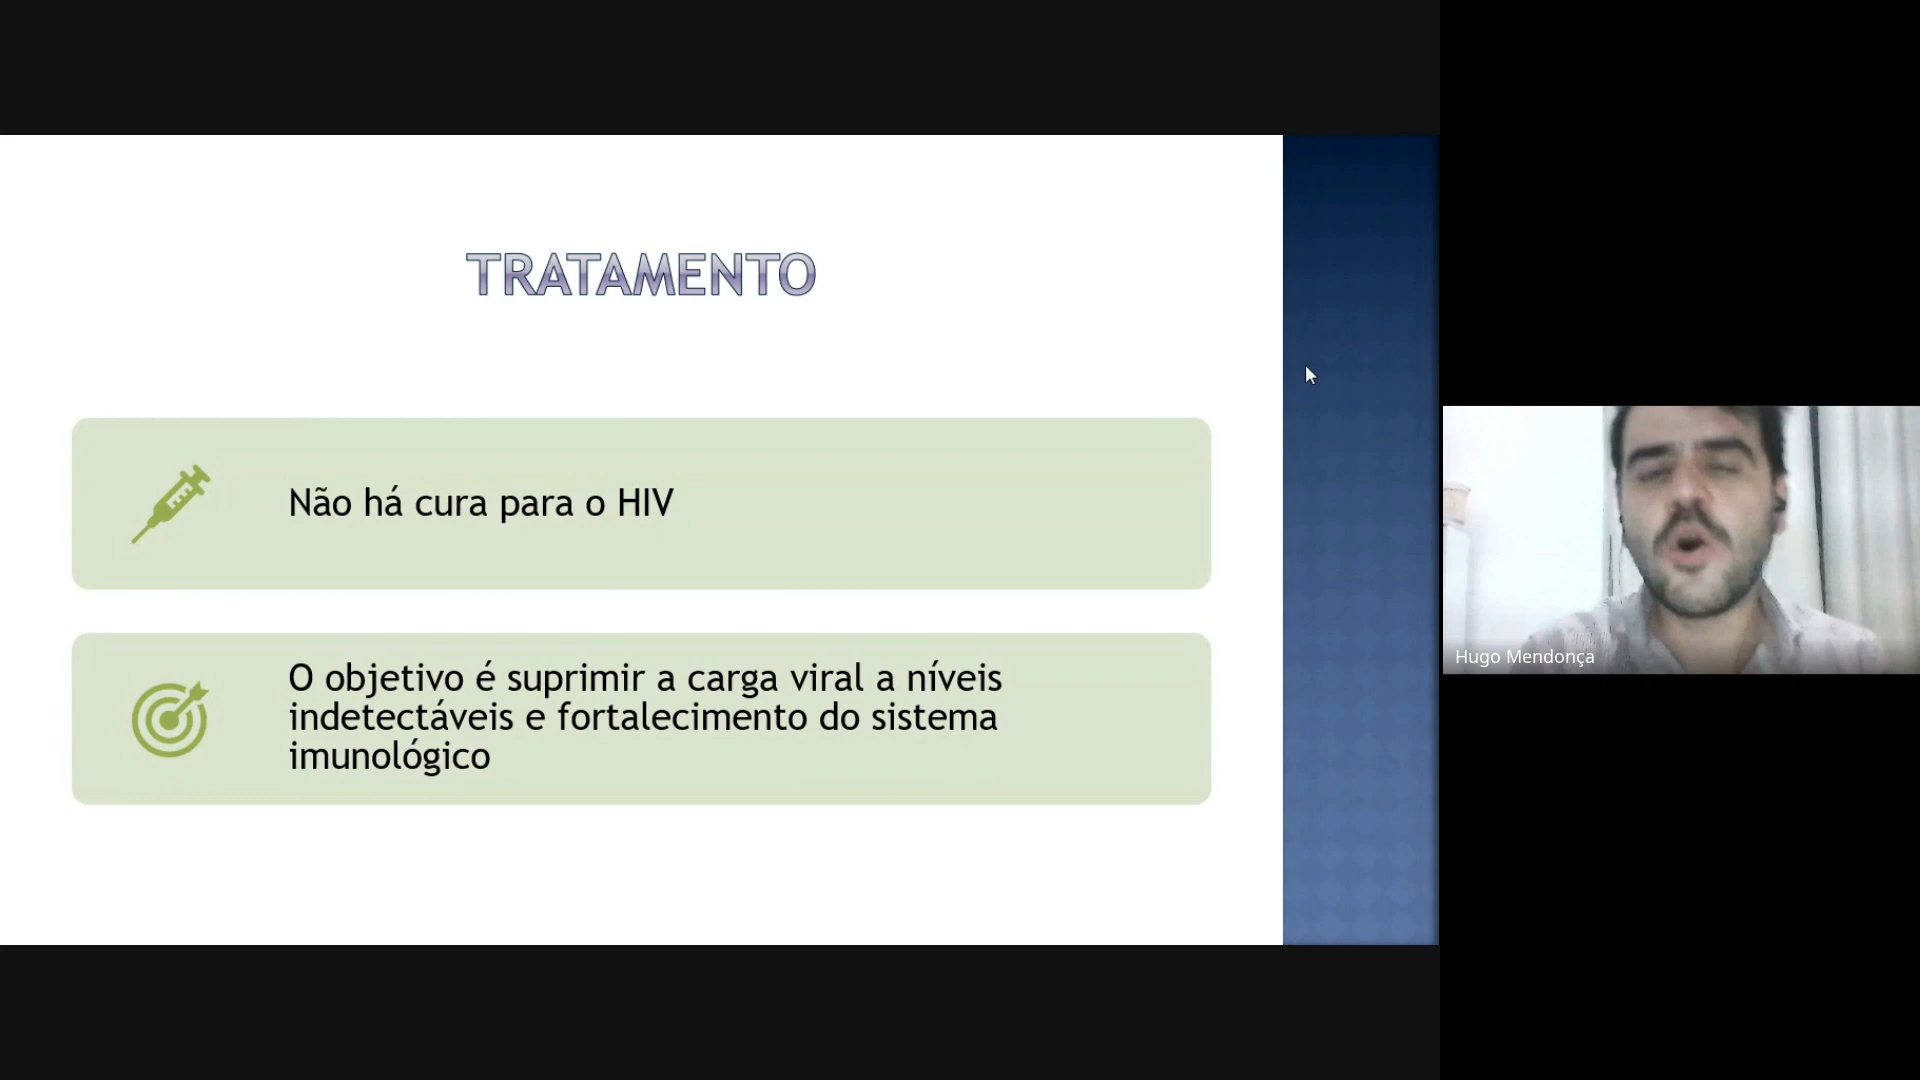 TRATAMENTO
Não há cura para o HIV
O objetivo é suprimir a carga viral a níveis
indetectáveis e fortalecimento do sistema
imunológico
Hugo Mendonça